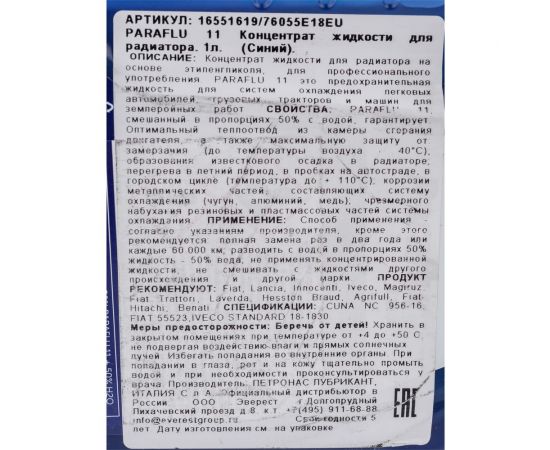 АРТИКУЛ: 16551619/76055E18EU
PARAFLU 11 Концентрат жидкости для
радиатора. 1л. (Синий).
ОПИСАНИЕ: Концентрат жидкости для радиатора на
основе этипенгпиколя, для профессионального
употребления. PARAFLU 11 это предохранительная
жидкость для систем охлаждения пегковых
автомобилей, грузовых тракторов и машин для
землеройных работ СВОЙСТВА: PARAFLU 11,
смешанный в пропорциях 50% с водой, гарантирует:
Оптимальный теплоотвод из камеры сгорания
двигателя, а также максимальную защиту от
замерзания (до температуры воздуха - 40°C),
образования известкового осадка в радиаторе,
перегрева в петний период, в пробках на автостраде, в
городском цикле (температура до + 110°C), коррозии
металлических частей, составляющих систему
охлаждения (чугун, апюминий, медь), чрезмерного
набухания резиновых и пластмассовых частей системы
охлаждения. ПРИМЕНЕНИЕ: Способ применения -
согласно указаниям производителя, кроме этого
рекомендуется полная замена раз в два года или
каждые 60.000 км, разводить с водой в пропорциях 50%
жидкость - 50% вода, не применять концентрированной
жидкости, не смешивать с жидкостями другого
происхождения и другой марки ПРОДУКТ
РЕКОМЕНДУЮТ: Fiat, Lancia, Innocenti, Iveco, Magiruz,
Fiat Trattori, Laverda, Hesston Braud, Agrifull, Fiat-
Hitachi, Benati СПЕЦИФИКАЦИИ: CUNA NC 956-16,
FIAT 55523,IVECO STANDARD 18-1830
Меры предосторожности: Беречь от детей! Хранить в
закрытом помещениях при температуре от +4 до +50 С,
не подвергая воздействию влаги и прямых солнечных
лучей. Избегать попадания во внутренние органы. При
попадании в глаза, рет и на кожу тщательно промыть
водой и при необходимости проконсультироваться у
врача. Производитель: ПЕТРОНАС ПУБРИКАНТ,
ИТАЛИЯ С.п.А. Официальный дистрибьютор в
России ООО Эверест г.Долгопрудный
Лихачевский проезд д.8 к.г +7(495) 911-68-88
info@everestgroup.ru. Срок годности 5
лет. Дату изготовления см. на упаковке
EAC